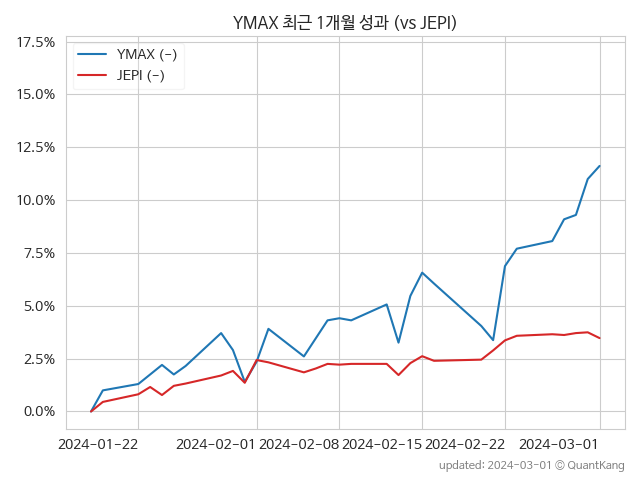 YMAX 최근 1개월 성과 (vs JEPI)
17.5%
YMAX (-)
JEPI (-)
15.0%
12.5%
10.0%
7.5%
5.0%
2.5%
0.0%
2024-01-22 2024-02-01 2024-02-08 2024-02-15 2024-02-22 2024-03-01
updated: 2024-03-01 © QuantKang